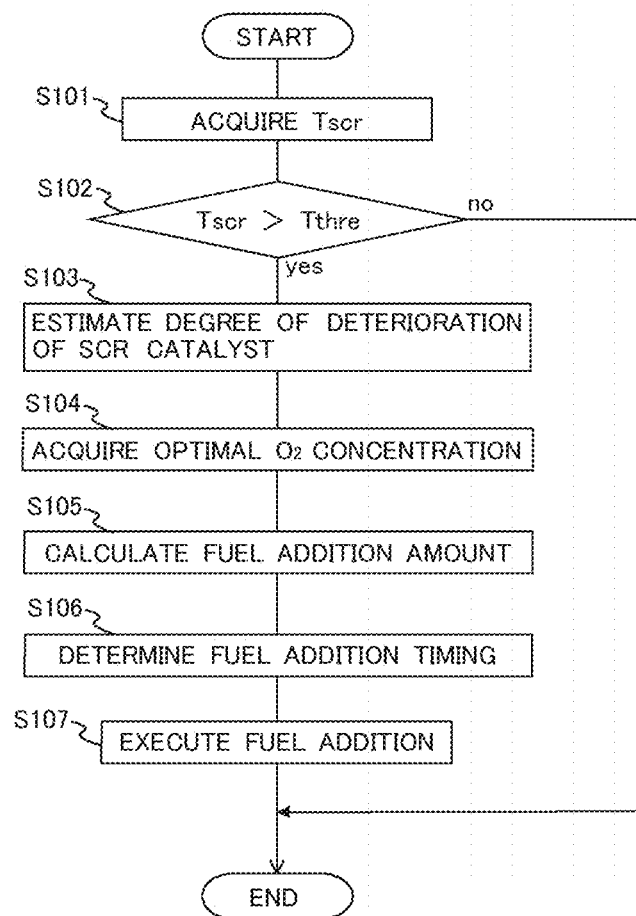 START
S101
ACQUIRE Tscr
S102
Tscr > Tthre
no
yes
S103
ESTIMATE DEGREE OF DETERIORATION
OF SCR CATALYST
S104
ACQUIRE OPTIMAL O₂ CONCENTRATION
S105
CALCULATE FUEL ADDITION AMOUNT
S106
DETERMINE FUEL ADDITION TIMING
S107
EXECUTE FUEL ADDITION
END